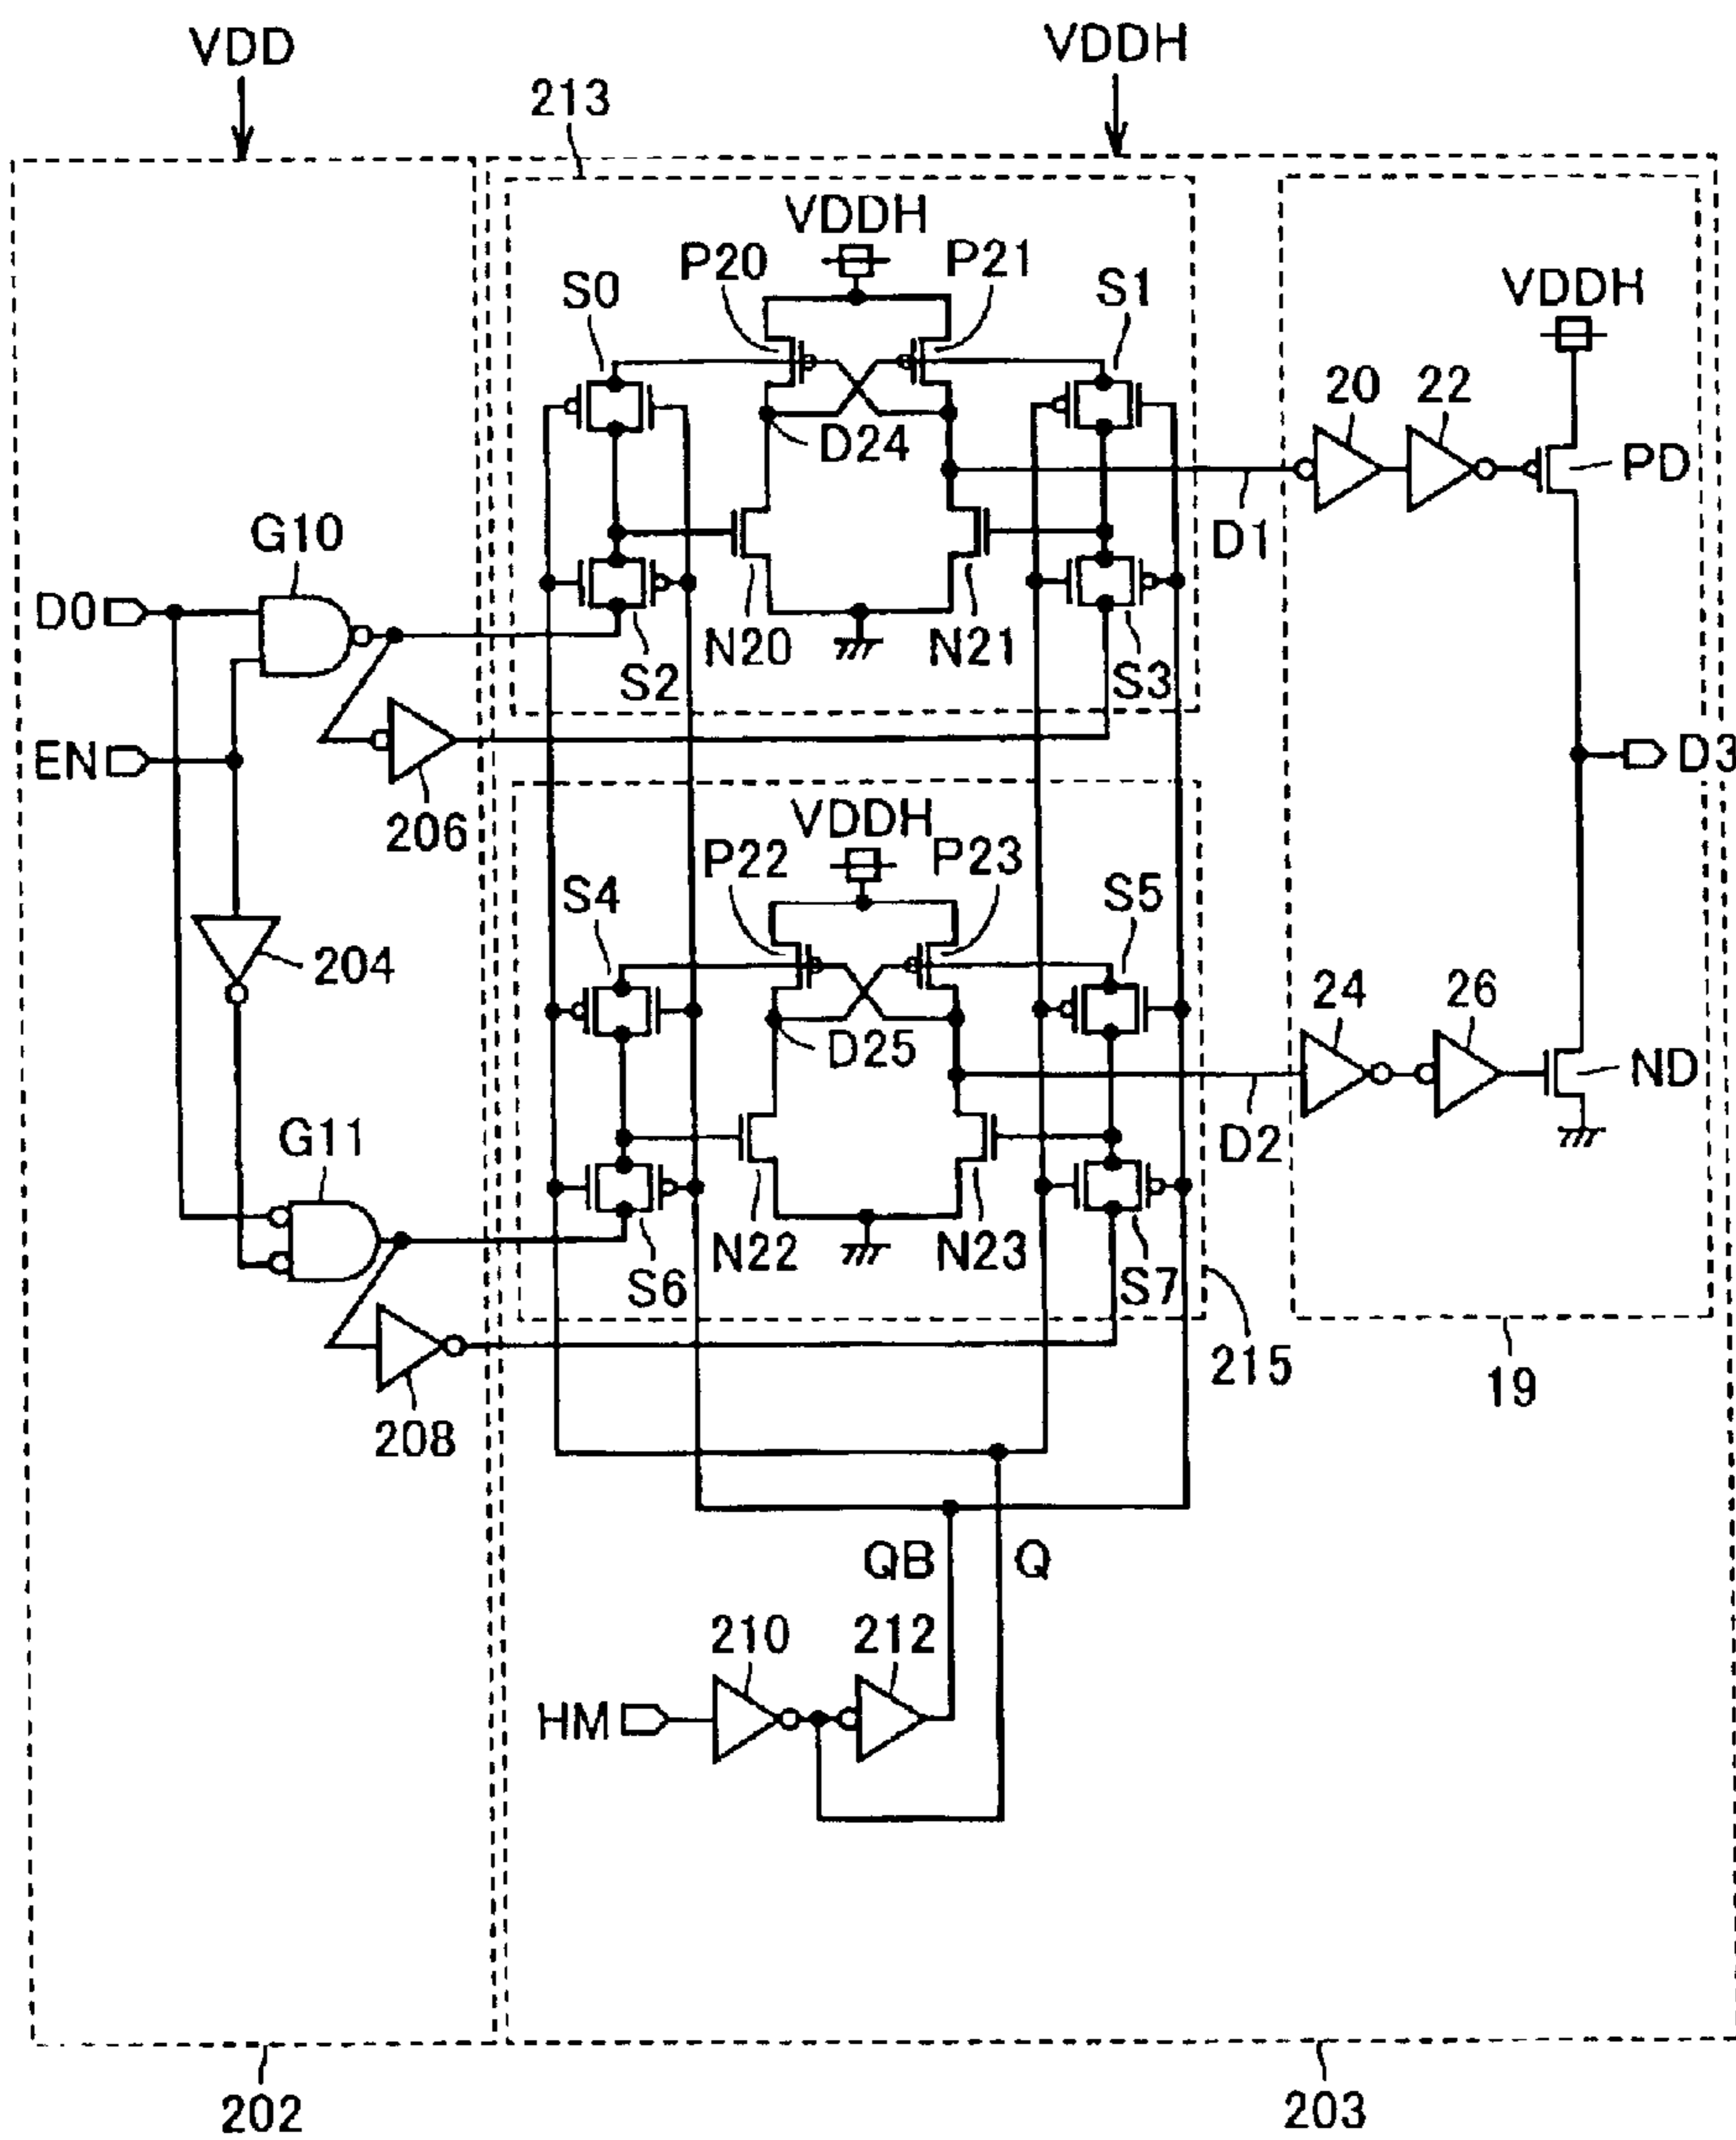 VDD
VDDH
213
VDDH
P20
P21
S0
S1
VDDH
20
22
D24
PD
G10
D1
D0
N20
N21
S2
S3
EN
D3
206
VDDH
P22
P23
S4
S5
204
24
26
D25
ND
G11
D2
N22
N23
S6
S7
215
19
208
QB
Q
210
212
HM
202
203